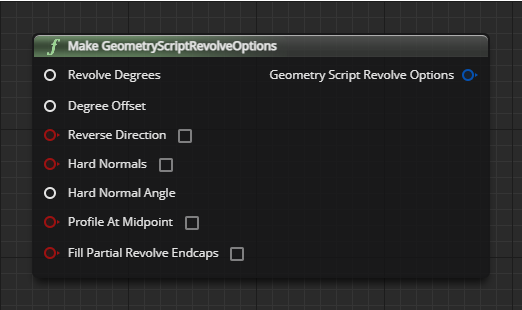 Make GeometryScriptRevolveOptions
Revolve Degrees
Geometry Script Revolve Options
Degree Offset
Reverse Direction
Hard Normals
Hard Normal Angle
Profile At Midpoint
Fill Partial Revolve Endcaps